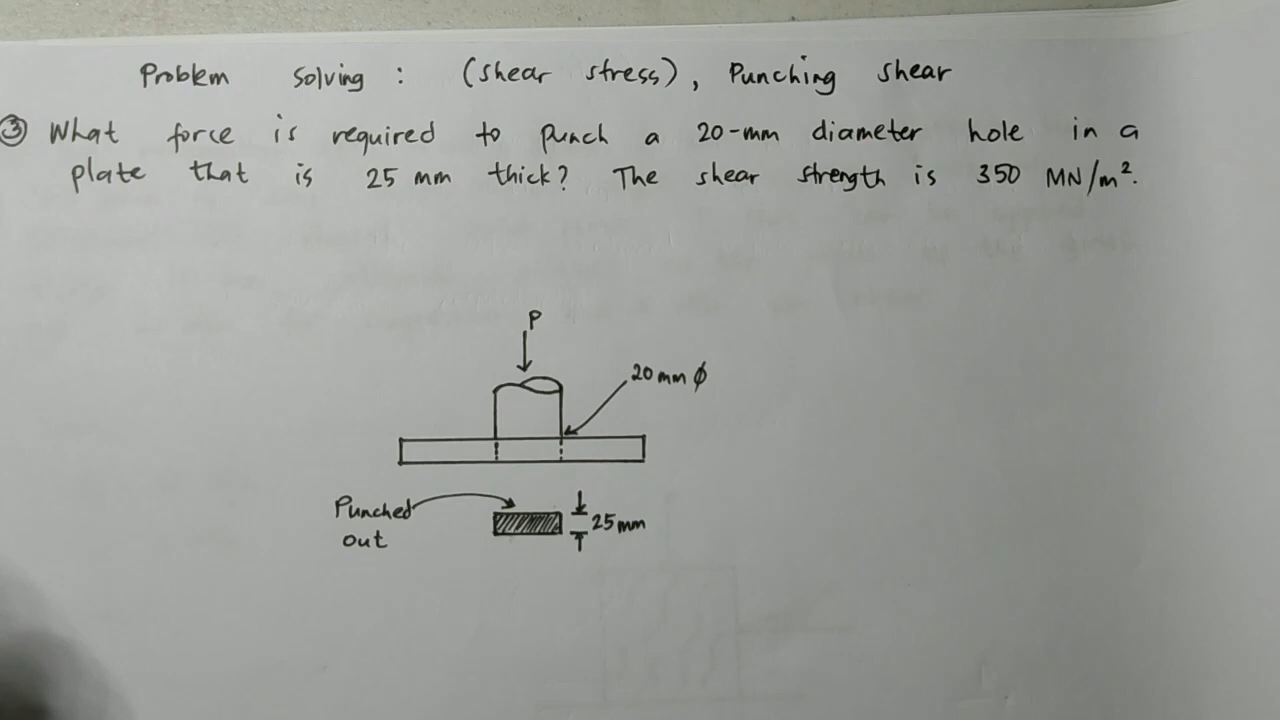 Problem solving : (shear stress), Punching shear
③ What force is required to punch a 20-mm diameter hole in a
plate that is 25 mm thick? The shear strength is 350 MN/m².
P
20 mm ϕ
Punched
out
25 mm